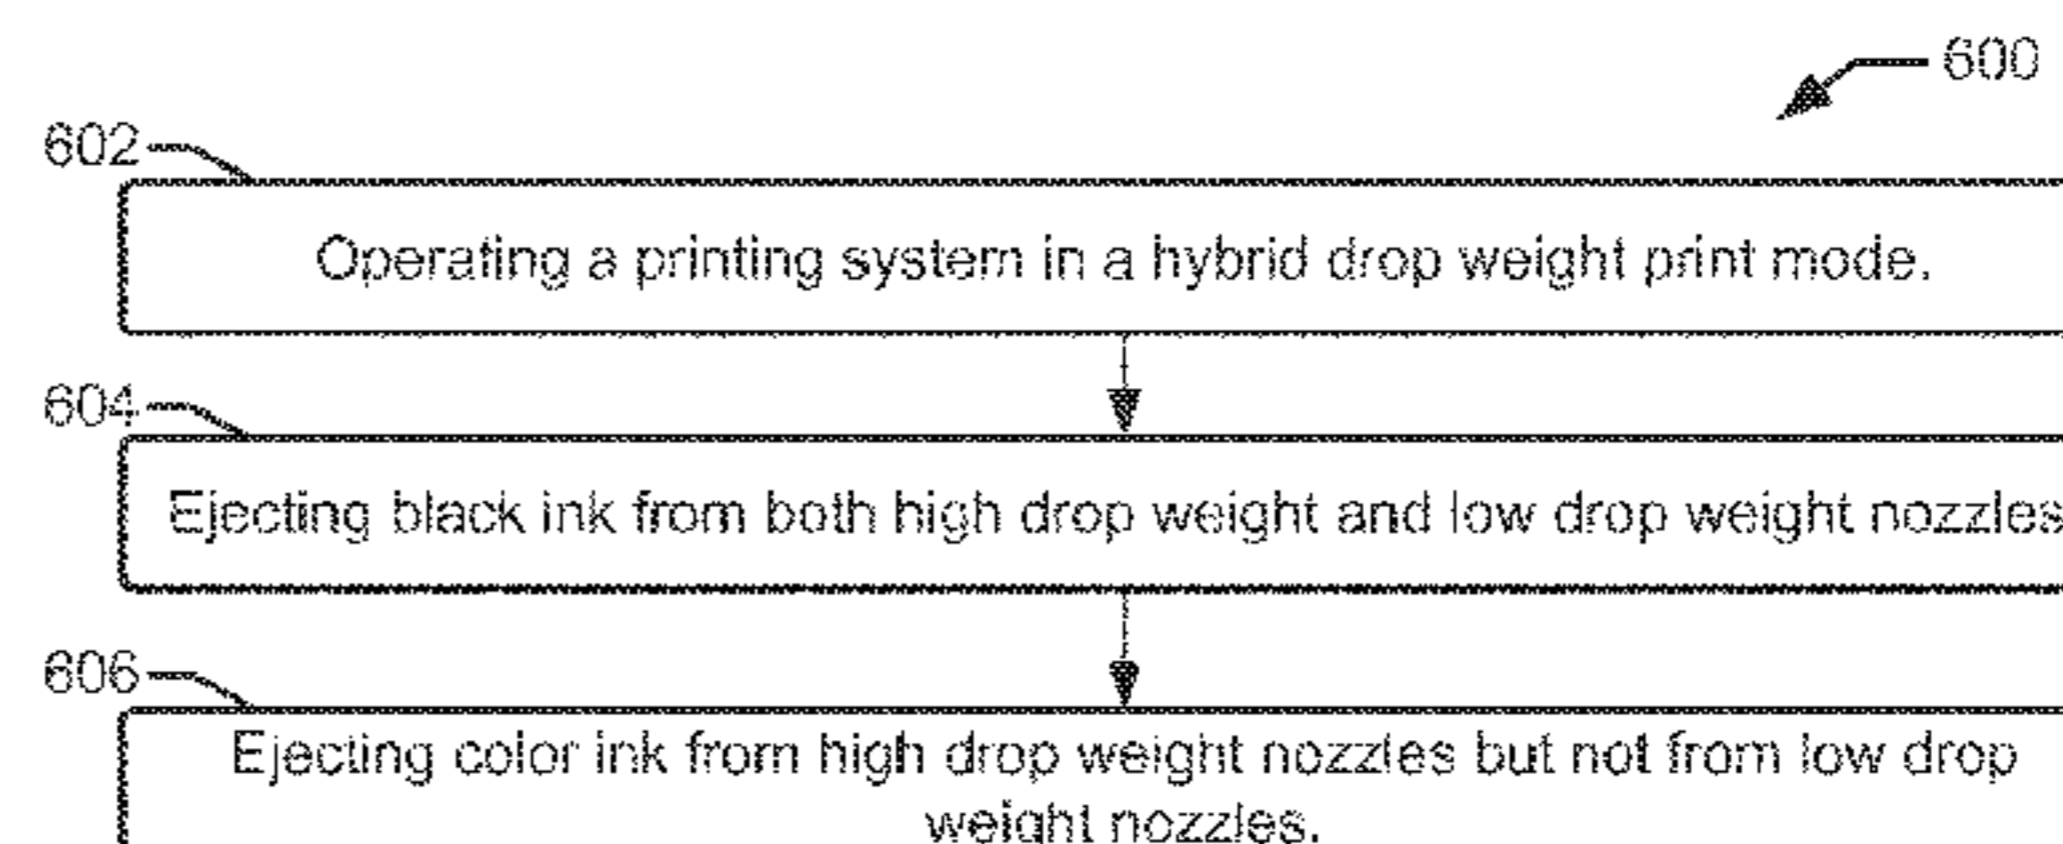 600
602
Operating a printing system in a hybrid drop weight print mode.
604
Ejecting black ink from both high drop weight and low drop weight nozzles
606
Ejecting color ink from high drop weight nozzles but not from low drop
weight nozzles.